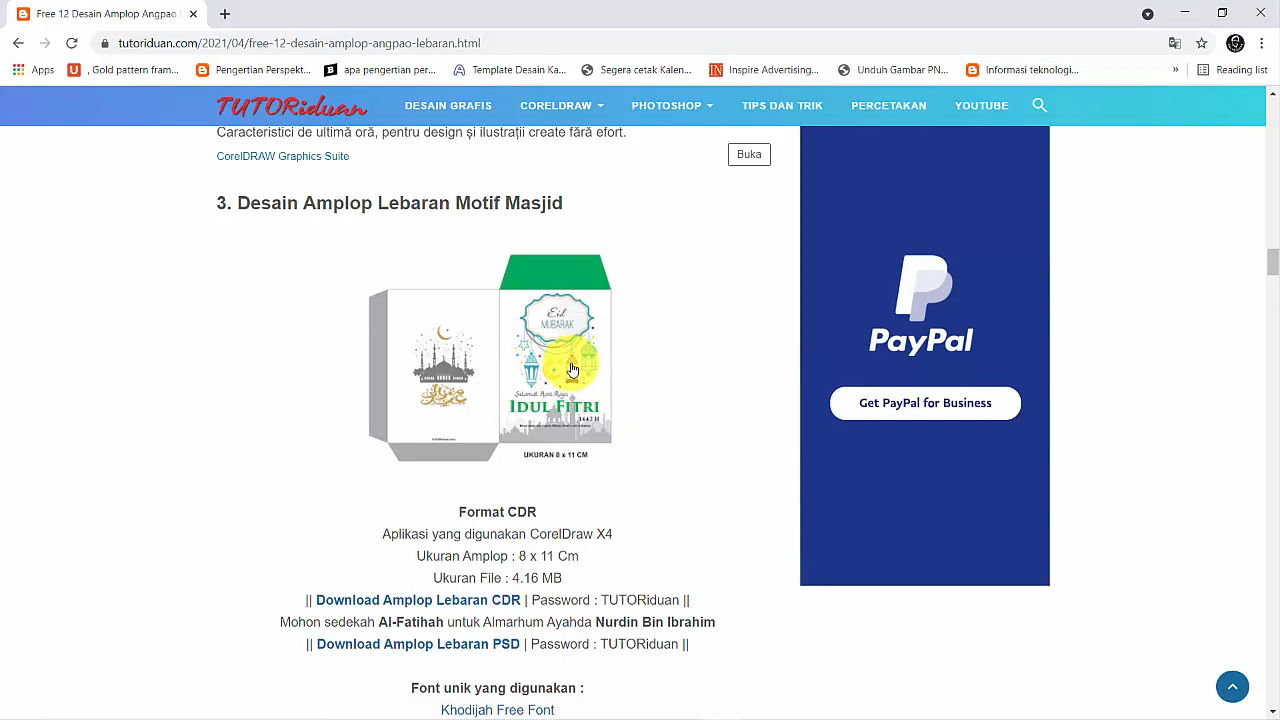 Free 12 Desain Amplop Angpao
tutoriduan.com/2021/04/free-12-desain-amplop-angpao-lebaran.html
Apps , Gold pattern fram... Pengertian Perspekt... apa pengertian per... Template Desain Ka... Segera cetak Kalen... Inspire Advertising... Unduh Gambar PN... Informasi teknologi... » Reading list
TUTORiduan DESAIN GRAFIS CORELDRAW PHOTOSHOP TIPS DAN TRIK PERCETAKAN YOUTUBE
Caracteristici de ultimă oră, pentru design și ilustrații create fără efort.
CorelDRAW Graphics Suite
Buka
3. Desain Amplop Lebaran Motif Masjid
Eid
MUBARAK
Selamat Hari Raya
IDUL FITRI
1442 H
UKURAN 8 x 11 CM
Format CDR
Aplikasi yang digunakan CorelDraw X4
Ukuran Amplop : 8 x 11 Cm
Ukuran File : 4.16 MB
|| Download Amplop Lebaran CDR | Password : TUTORiduan ||
Mohon sedekah Al-Fatihah untuk Almarhum Ayahda Nurdin Bin Ibrahim
|| Download Amplop Lebaran PSD | Password : TUTORiduan ||
Font unik yang digunakan :
Khodijah Free Font
PayPal
Get PayPal for Business